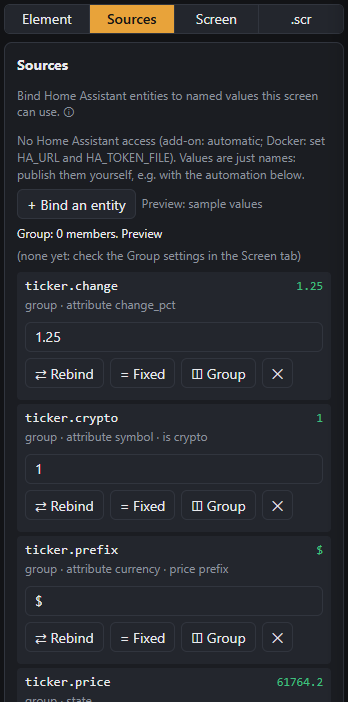 Element Sources Screen .scr
Sources
Bind Home Assistant entities to named values this screen
can use. ⓘ
No Home Assistant access (add-on: automatic; Docker: set
HA_URL and HA_TOKEN_FILE). Values are just names:
publish them yourself, e.g. with the automation below.
+ Bind an entity Preview: sample values
Group: 0 members. Preview
(none yet: check the Group settings in the Screen tab)
ticker.change 1.25
group · attribute change_pct
1.25
⇄ Rebind = Fixed ◫ Group ✕
ticker.crypto 1
group · attribute symbol · is crypto
1
⇄ Rebind = Fixed ◫ Group ✕
ticker.prefix $
group · attribute currency · price prefix
$
⇄ Rebind = Fixed ◫ Group ✕
ticker.price 61764.2
group · state